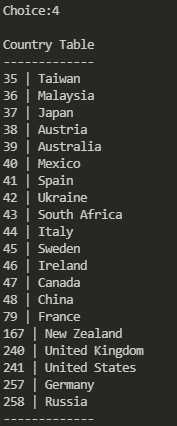 Choice:4
Country Table
-------------
35 | Taiwan
36 | Malaysia
37 | Japan
38 | Austria
39 | Australia
40 | Mexico
41 | Spain
42 | Ukraine
43 | South Africa
44 | Italy
45 | Sweden
46 | Ireland
47 | Canada
48 | China
79 | France
167 | New Zealand
240 | United Kingdom
241 | United States
257 | Germany
258 | Russia
-------------